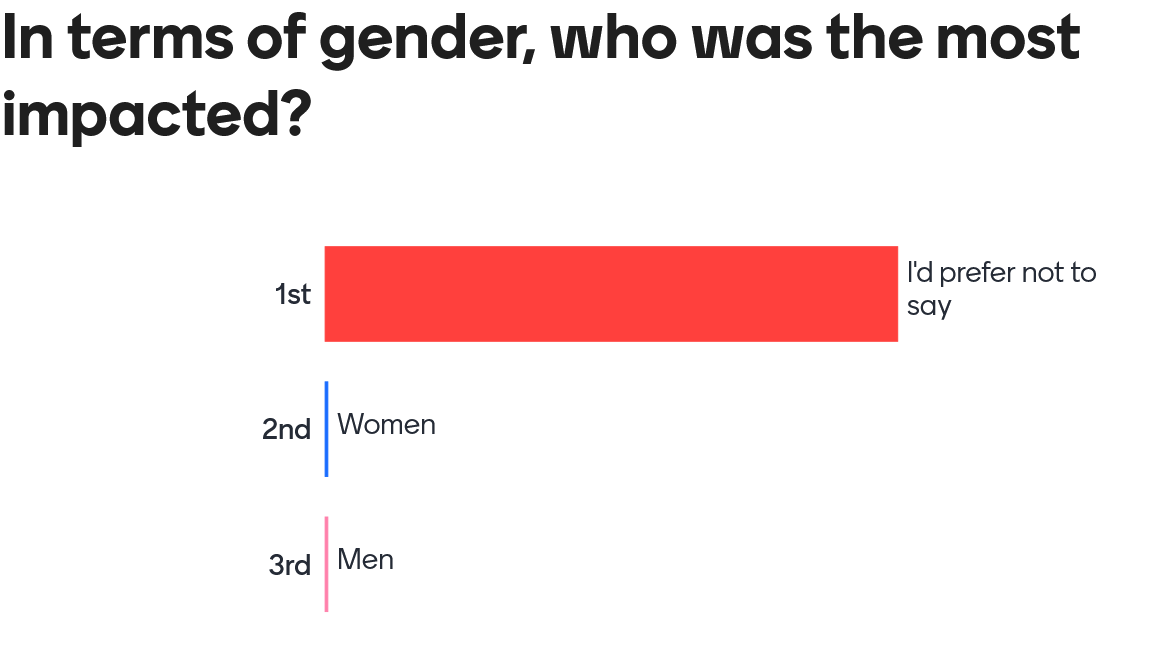 In terms of gender, who was the most
impacted?
1st
I'd prefer not to
say
2nd
Women
3rd
Men